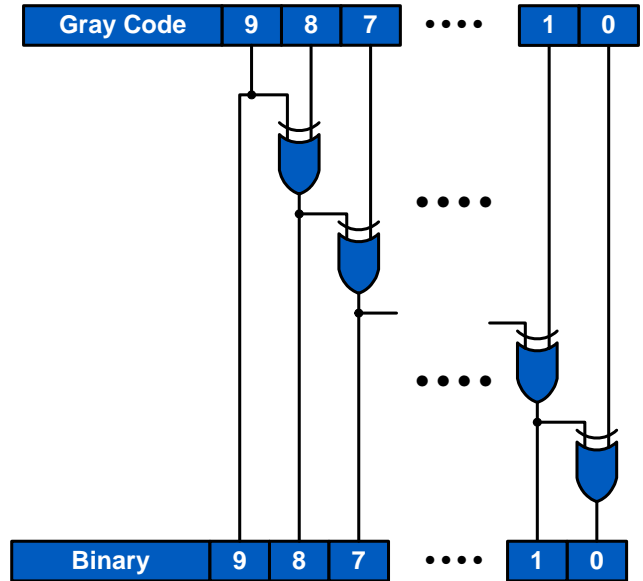 Gray Code 9 8 7 •••• 1 0
Binary 9 8 7 •••• 1 0